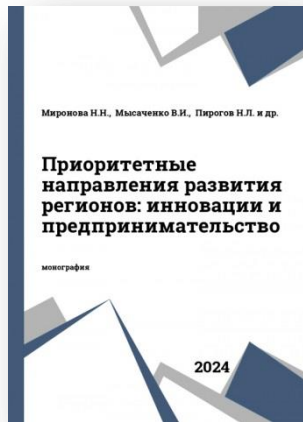 Миронова Н.Н., Мысаченко В.И., Пирогов Н.Л. и др.
Приоритетные
направления развития
регионов: инновации и
предпринимательство
монография
2024